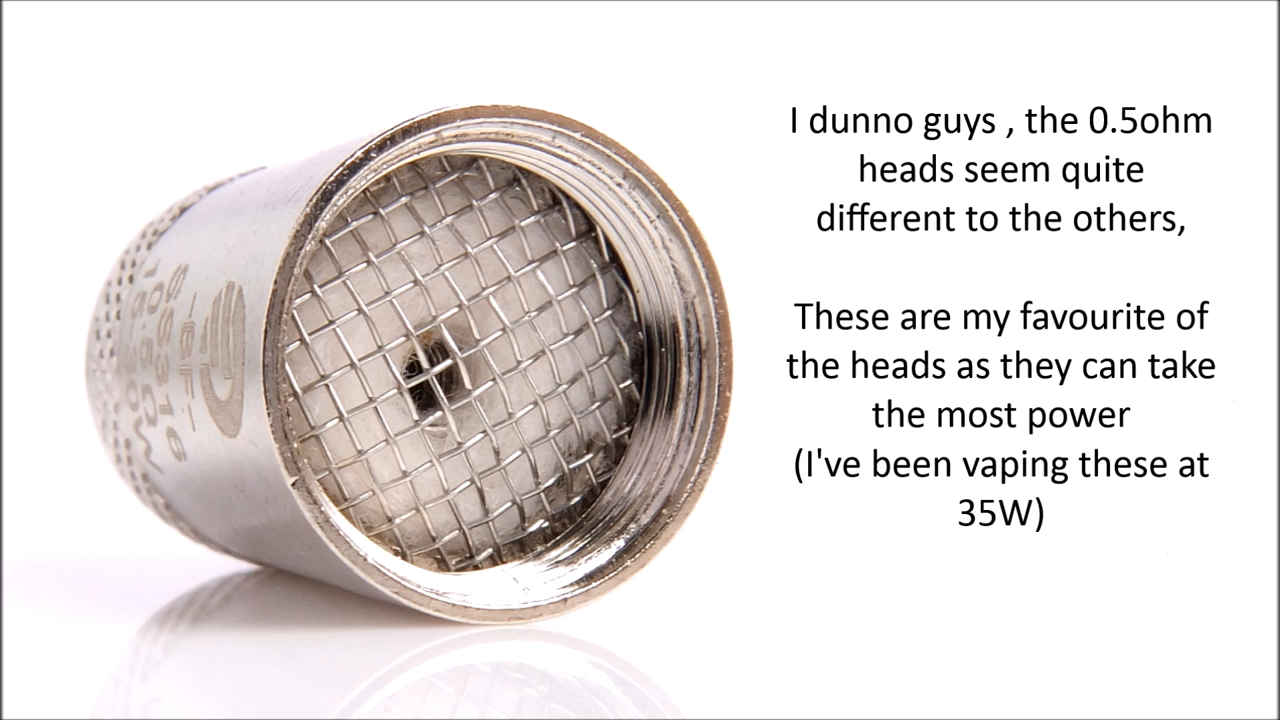 -BF-
SS316
I dunno guys , the 0.5ohm
heads seem quite
different to the others,
These are my favourite of
the heads as they can take
the most power
(I've been vaping these at
35W)